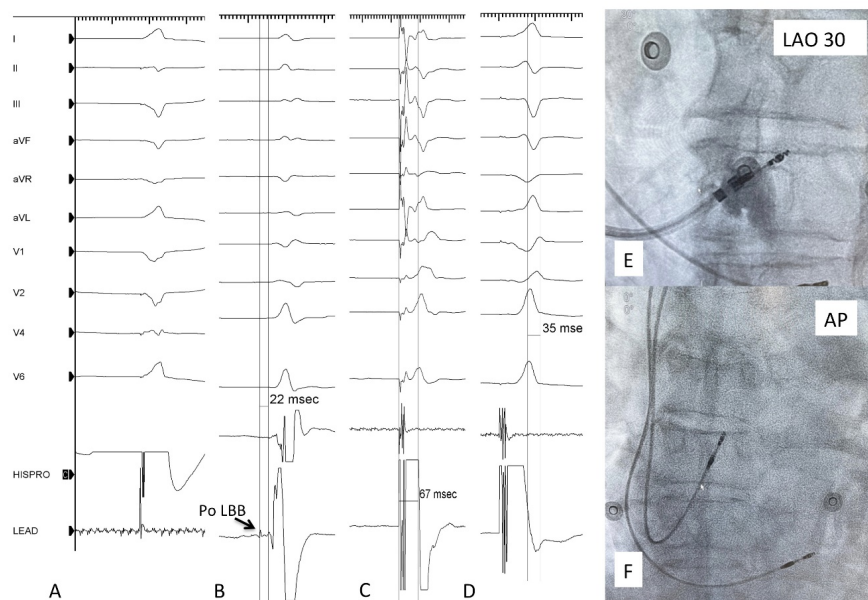 I
II
III
aVF
aVR
aVL
V1
V2
V4
V6
HISPRO
C
LEAD
Po LBB
22 msec
67 msec
35 mse
A
B
C
D
LAO 30
E
AP
F